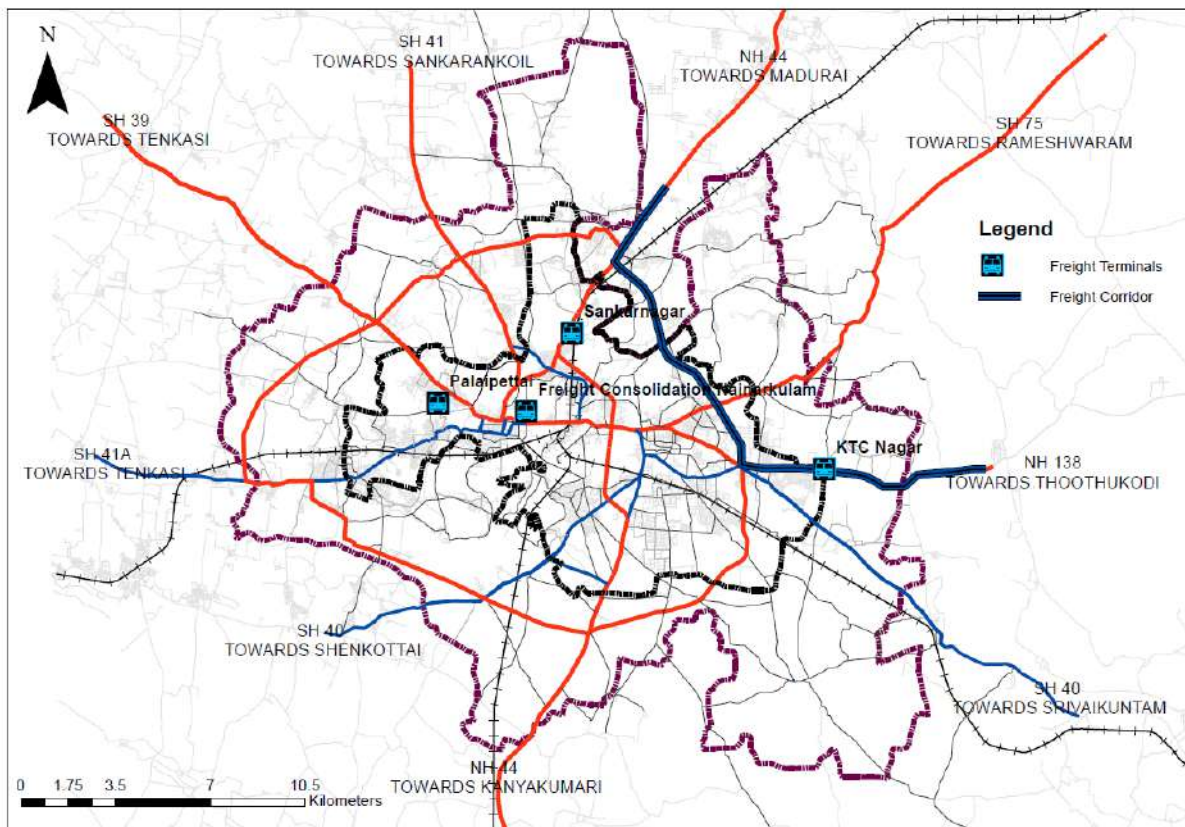 N
SH 41
TOWARDS SANKARANKOIL
NH 44
TOWARDS MADURAI
SH 39
TOWARDS TENKASI
SH 75
TOWARDS RAMESHWARAM
Legend
Freight Terminals
Freight Corridor
Sankarnagar
Palaipettai
Freight Consolidation Nainarkulam
KTC Nagar
SH 41A
TOWARDS TENKASI
NH 138
TOWARDS THOOTHUKODI
SH 40
TOWARDS SHENKOTTAI
SH 40
TOWARDS SRIVAIKUNTAM
NH 44
TOWARDS KANYAKUMARI
0 1.75 3.5 7 10.5
Kilometers